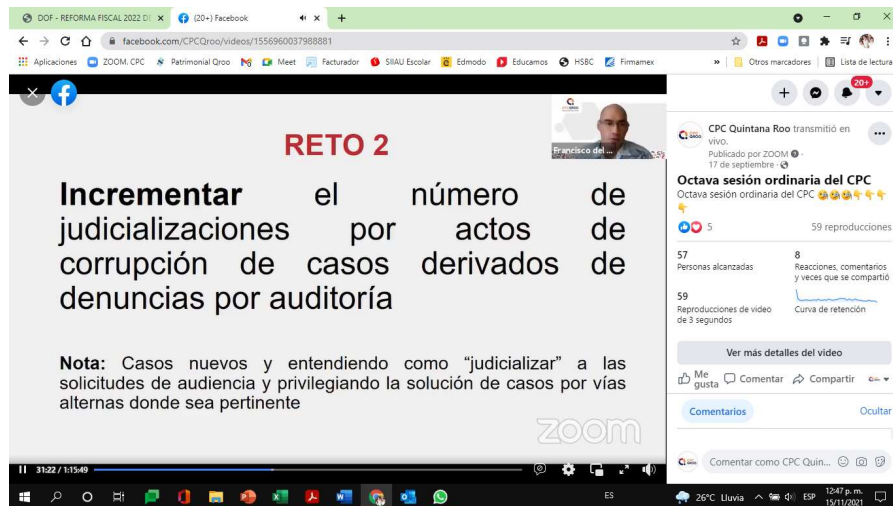 DOF - REFORMA FISCAL 2022 DI
(20+) Facebook
facebook.com/CPCQroo/videos/1556960037988881
Aplicaciones ZOOM. CPC Patrimonial Qroo Meet Facturador SIIAU Escolar Edmodo Educamos HSBC Firmamex » Otros marcadores Lista de lectura
20+
RETO 2
Francisco del ...
Incrementar el número de
judicializaciones por actos de
corrupción de casos derivados de
denuncias por auditoría
Nota: Casos nuevos y entendiendo como “judicializar” a las
solicitudes de audiencia y privilegiando la solución de casos por vías
alternas donde sea pertinente
zoom
31:22 / 1:15:49
CPC Quintana Roo transmitió en
vivo.
Publicado por ZOOM
17 de septiembre ·
Octava sesión ordinaria del CPC
Octava sesión ordinaria del CPC
5 59 reproducciones
57 8
Personas alcanzadas Reacciones, comentarios
y veces que se compartió
59
Reproducciones de video Curva de retención
de 3 segundos
Ver más detalles del video
Me gusta Comentar Compartir
Comentarios Ocultar
Comentar como CPC Quin...
ES 26°C Lluvia ESP 12:47 p. m.
15/11/2021